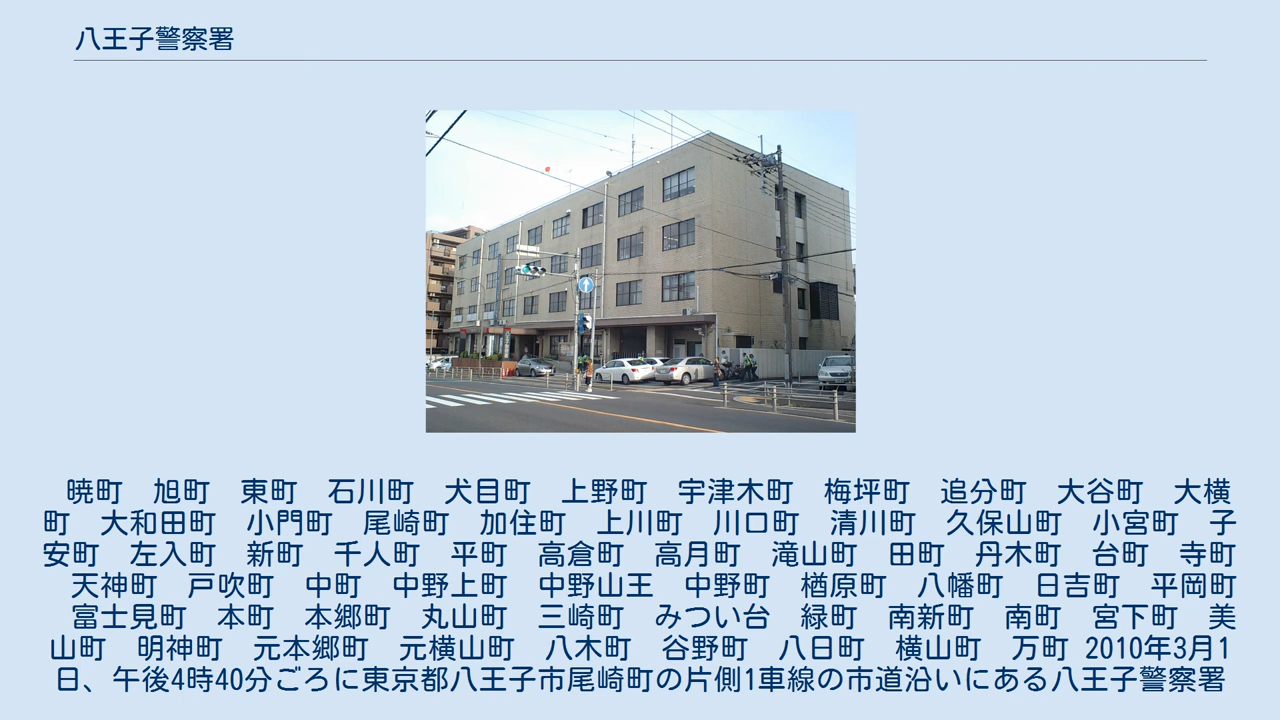 八王子警察署
暁町　旭町　東町　石川町　犬目町　上野町　宇津木町　梅坪町　追分町　大谷町　大横
町　大和田町　小門町　尾崎町　加住町　上川町　川口町　清川町　久保山町　小宮町　子
安町　左入町　新町　千人町　平町　高倉町　高月町　滝山町　田町　丹木町　台町　寺町
天神町　戸吹町　中町　中野上町　中野山王　中野町　楢原町　八幡町　日吉町　平岡町
富士見町　本町　本郷町　丸山町　三崎町　みつい台　緑町　南新町　南町　宮下町　美
山町　明神町　元本郷町　元横山町　八木町　谷野町　八日町　横山町　万町 2010年3月1
日、午後4時40分ごろに東京都八王子市尾崎町の片側1車線の市道沿いにある八王子警察署